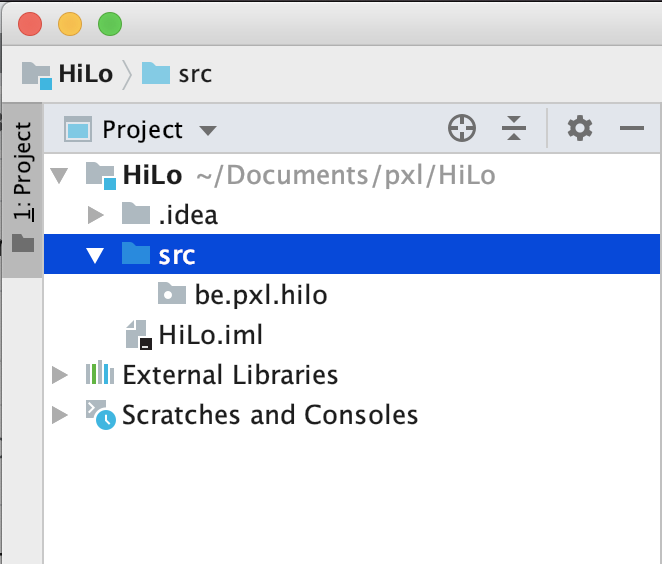 HiLo src
1: Project
Project
HiLo ~/Documents/pxl/HiLo
.idea
src
be.pxl.hilo
HiLo.iml
External Libraries
Scratches and Consoles